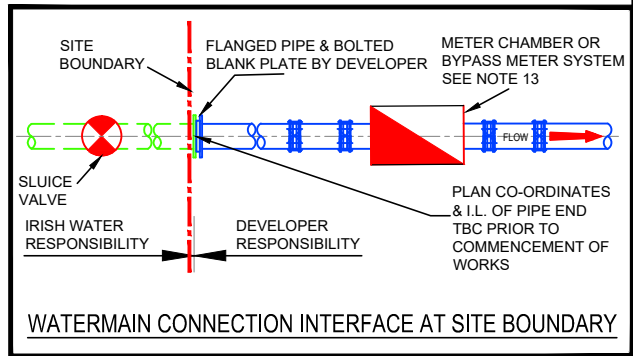 SITE
BOUNDARY
FLANGED PIPE & BOLTED
BLANK PLATE BY DEVELOPER
METER CHAMBER OR
BYPASS METER SYSTEM
SEE NOTE 13
FLOW
SLUICE
VALVE
PLAN CO-ORDINATES
& I.L. OF PIPE END
TBC PRIOR TO
COMMENCEMENT OF
WORKS
IRISH WATER
RESPONSIBILITY
DEVELOPER
RESPONSIBILITY
WATERMAIN CONNECTION INTERFACE AT SITE BOUNDARY